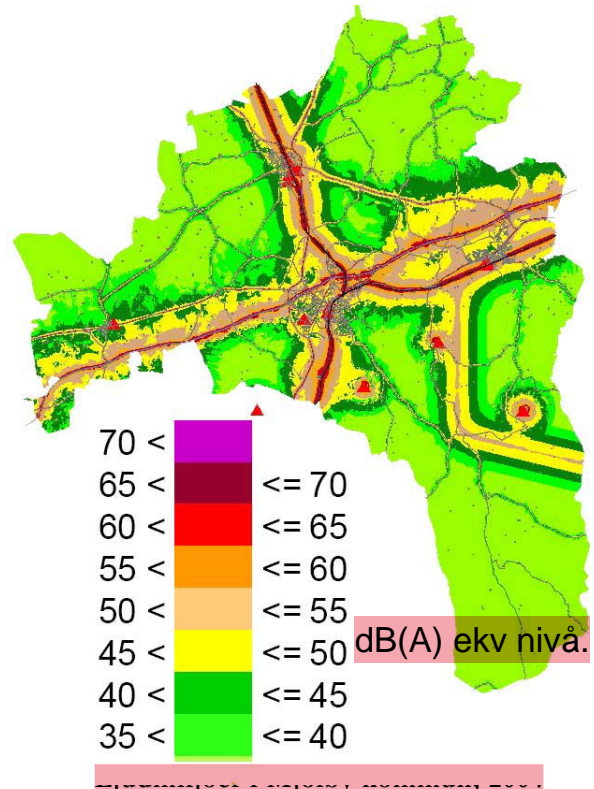 70 <
65 < <= 70
60 < <= 65
55 < <= 60
50 < <= 55
45 < <= 50
40 < <= 45
35 < <= 40
dB(A) ekv nivå.